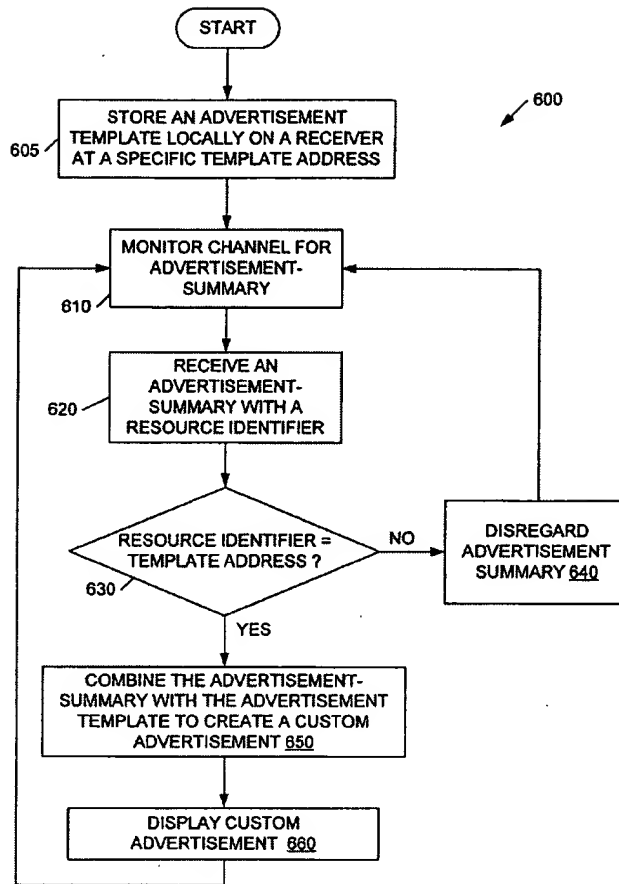 START
600
STORE AN ADVERTISEMENT
TEMPLATE LOCALLY ON A RECEIVER
AT A SPECIFIC TEMPLATE ADDRESS
605
MONITOR CHANNEL FOR
ADVERTISEMENT-
SUMMARY
610
RECEIVE AN
ADVERTISEMENT-
SUMMARY WITH A
RESOURCE IDENTIFIER
620
RESOURCE IDENTIFIER =
TEMPLATE ADDRESS ?
630
NO
DISREGARD
ADVERTISEMENT
SUMMARY 640
YES
COMBINE THE ADVERTISEMENT-
SUMMARY WITH THE ADVERTISEMENT
TEMPLATE TO CREATE A CUSTOM
ADVERTISEMENT 650
DISPLAY CUSTOM
ADVERTISEMENT 660